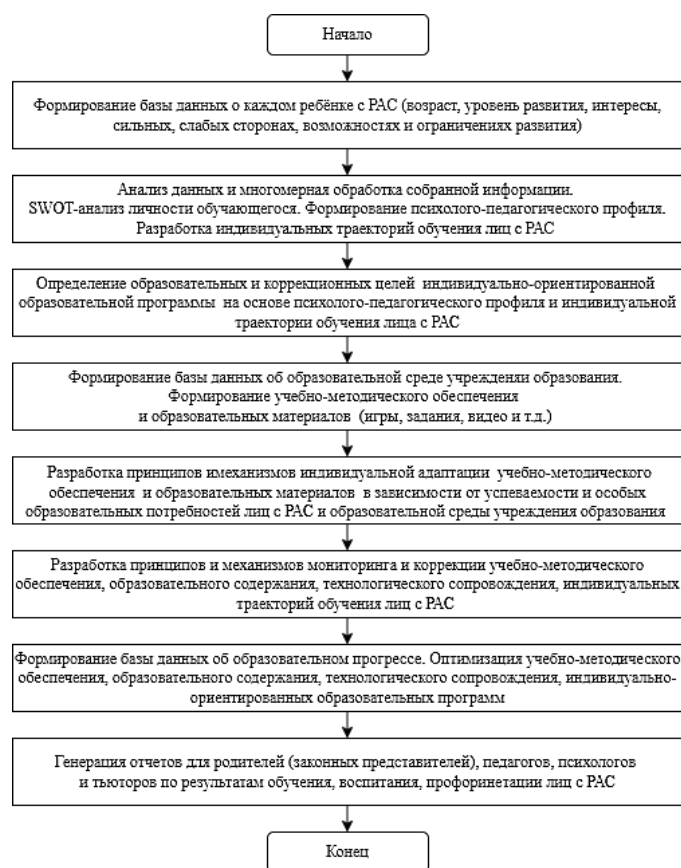 Начало
Формирование базы данных о каждом ребёнке с РАС (возраст, уровень развития, интересы,
сильных, слабых сторонах, возможностях и ограничениях развития)
Анализ данных и многомерная обработка собранной информации.
SWOT-анализ личности обучающегося. Формирование психолого-педагогического профиля.
Разработка индивидуальных траекторий обучения лиц с РАС
Определение образовательных и коррекционных целей индивидуально-ориентированной
образовательной программы на основе психолого-педагогического профиля и индивидуальной
траектории обучения лица с РАС
Формирование базы данных об образовательной среде учрежденяи образования.
Формирование учебно-методического обеспечения
и образовательных материалов (игры, задания, видео и т.д.)
Разработка принципов имеханизмов индивидуальной адаптации учебно-методического
обеспечения и образовательных материалов в зависимости от успеваемости и особых
образовательных потребностей лиц с РАС и образовательной среды учреждения образования
Разработка принципов и механизмов мониторинга и коррекции учебно-методического
обеспечения, образовательного содержания, технологического сопровождения, индивидуальных
траекторий обучения лиц с РАС
Формирование базы данных об образовательном прогрессе. Оптимизация учебно-методического
обеспечения, образовательного содержания, технологического сопровождения, индивидуально-
ориентированных образовательных программ
Генерация отчетов для родителей (законных представителей), педагогов, психологов
и тьюторов по результатам обучения, воспитания, профоринетации лиц с РАС
Конец